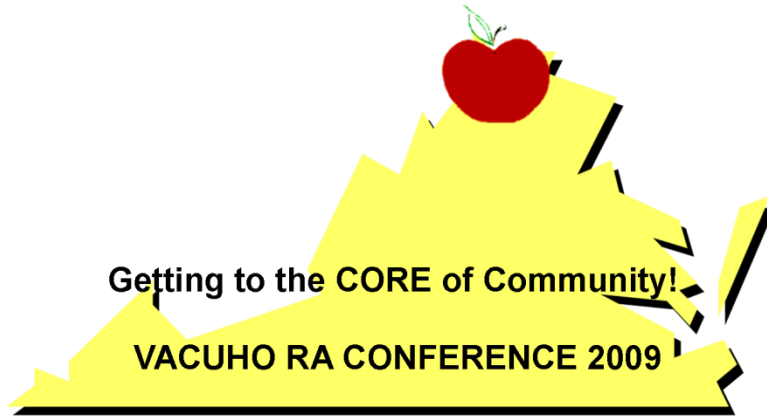 Getting to the CORE of Community!
VACUHO RA CONFERENCE 2009